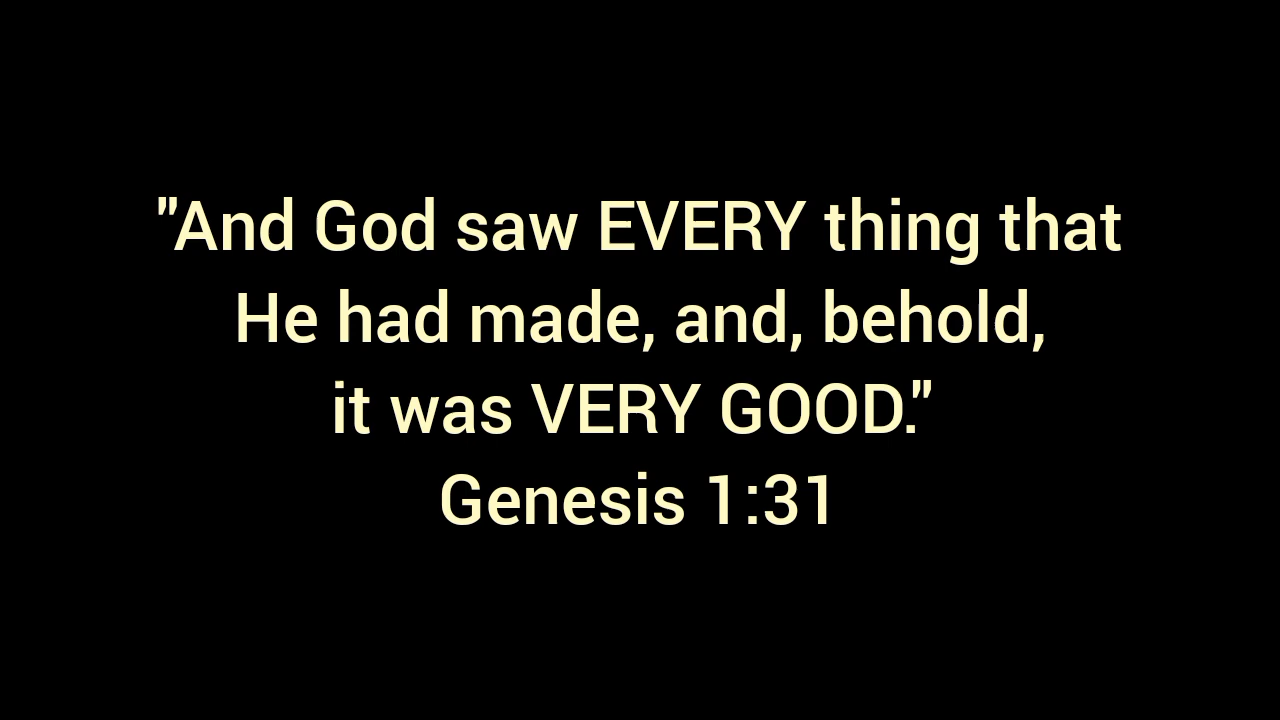 "And God saw EVERY thing that
He had made, and, behold,
it was VERY GOOD."
Genesis 1:31